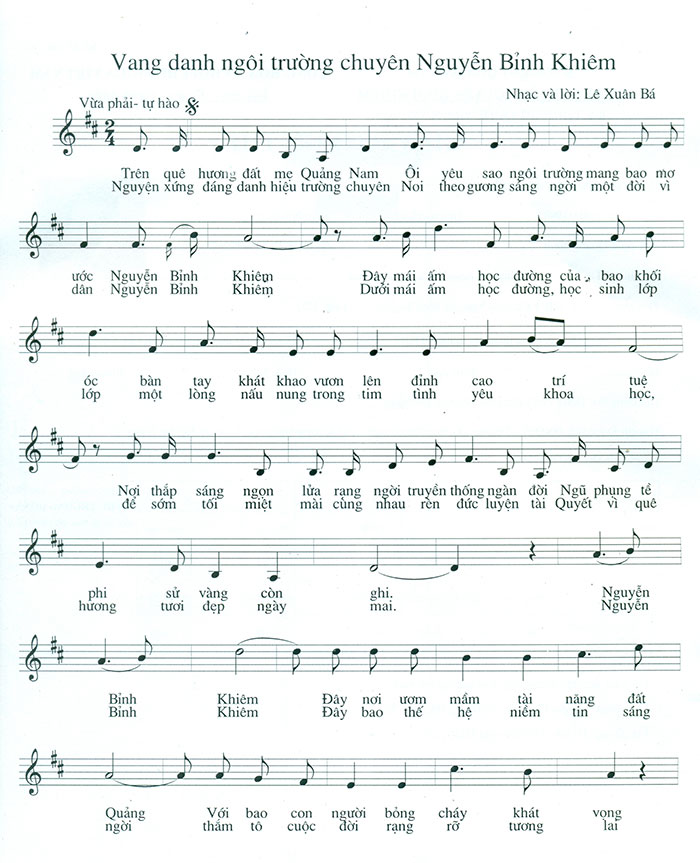 Vang danh ngôi trường chuyên Nguyễn Bỉnh Khiêm
Vừa phải- tự hào
Nhạc và lời: Lê Xuân Bá
2
4
Trên quê hương đất mẹ Quảng Nam Ôi yêu sao ngôi trường mang bao mơ
Nguyện xứng đáng danh hiệu trường chuyên Noi theo gương sáng ngời một đời vì
ước Nguyễn Bỉnh Khiêm Đây mái ấm học đường của bao khối
dân Nguyễn Bỉnh Khiêm Dưới mái ấm học đường, học sinh lớp
óc bàn tay khát khao vươn lên đỉnh cao trí tuệ
lớp một lòng nấu nung trong tim tình yêu khoa học,
Nơi thắp sáng ngọn lửa rạng ngời truyền thống ngàn đời Ngũ phụng tề
để sớm tối miệt mài cùng nhau rèn đức luyện tài Quyết vì quê
phi sử vàng còn ghi. Nguyễn
hương tươi đẹp ngày mai. Nguyễn
Bỉnh Khiêm Đây nơi ươm mầm tài năng đất
Bỉnh Khiêm Đây bao thế hệ niềm tin sáng
Quảng Với bao con người bỏng cháy khát vọng
ngời thắm tô cuộc đời rạng rỡ tương lai